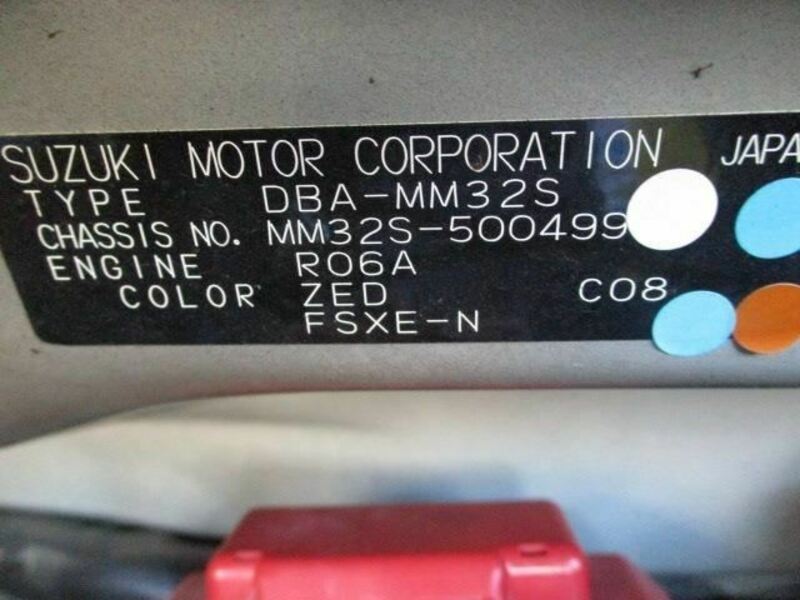 SUZUKI MOTOR CORPORATION JAPA
TYPE DBA-MM32S
CHASSIS NO. MM32S-500499
ENGINE R06A
COLOR ZED C08
FSXE-N